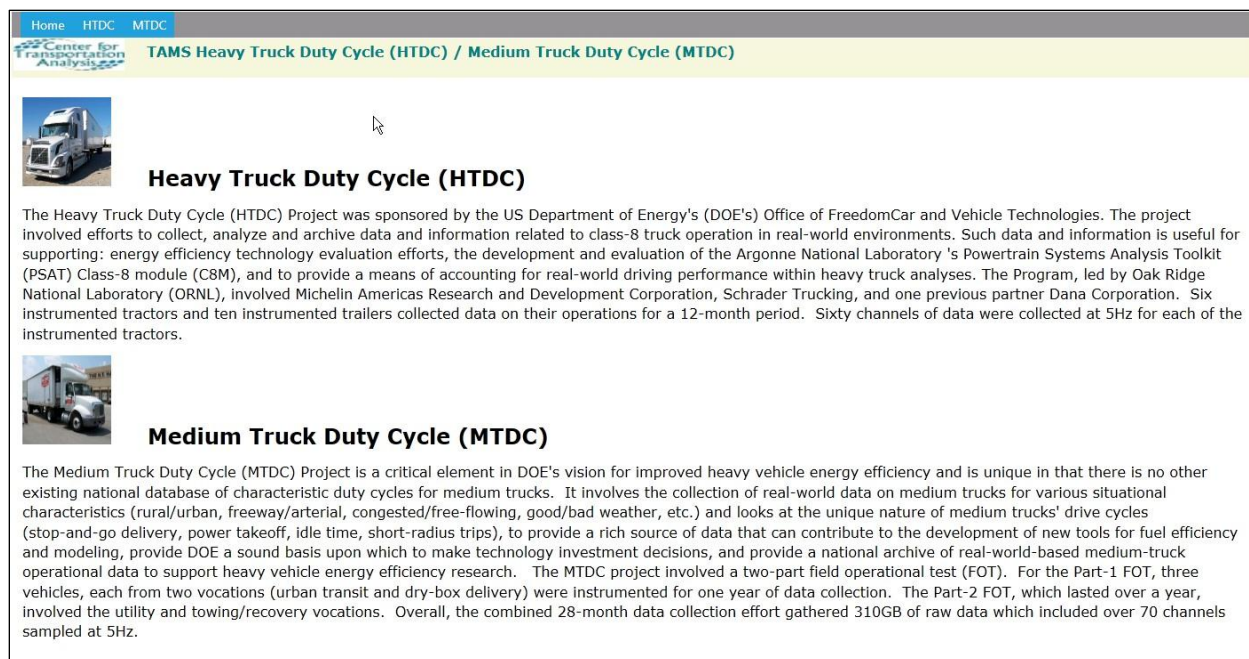 Home HTDC MTDC
Center for
Transportation
Analysis
TAMS Heavy Truck Duty Cycle (HTDC) / Medium Truck Duty Cycle (MTDC)
Heavy Truck Duty Cycle (HTDC)
The Heavy Truck Duty Cycle (HTDC) Project was sponsored by the US Department of Energy's (DOE's) Office of FreedomCar and Vehicle Technologies. The project
involved efforts to collect, analyze and archive data and information related to class-8 truck operation in real-world environments. Such data and information is useful for
supporting: energy efficiency technology evaluation efforts, the development and evaluation of the Argonne National Laboratory 's Powertrain Systems Analysis Toolkit
(PSAT) Class-8 module (C8M), and to provide a means of accounting for real-world driving performance within heavy truck analyses. The Program, led by Oak Ridge
National Laboratory (ORNL), involved Michelin Americas Research and Development Corporation, Schrader Trucking, and one previous partner Dana Corporation. Six
instrumented tractors and ten instrumented trailers collected data on their operations for a 12-month period. Sixty channels of data were collected at 5Hz for each of the
instrumented tractors.
Medium Truck Duty Cycle (MTDC)
The Medium Truck Duty Cycle (MTDC) Project is a critical element in DOE's vision for improved heavy vehicle energy efficiency and is unique in that there is no other
existing national database of characteristic duty cycles for medium trucks. It involves the collection of real-world data on medium trucks for various situational
characteristics (rural/urban, freeway/arterial, congested/free-flowing, good/bad weather, etc.) and looks at the unique nature of medium trucks' drive cycles
(stop-and-go delivery, power takeoff, idle time, short-radius trips), to provide a rich source of data that can contribute to the development of new tools for fuel efficiency
and modeling, provide DOE a sound basis upon which to make technology investment decisions, and provide a national archive of real-world-based medium-truck
operational data to support heavy vehicle energy efficiency research. The MTDC project involved a two-part field operational test (FOT). For the Part-1 FOT, three
vehicles, each from two vocations (urban transit and dry-box delivery) were instrumented for one year of data collection. The Part-2 FOT, which lasted over a year,
involved the utility and towing/recovery vocations. Overall, the combined 28-month data collection effort gathered 310GB of raw data which included over 70 channels
sampled at 5Hz.